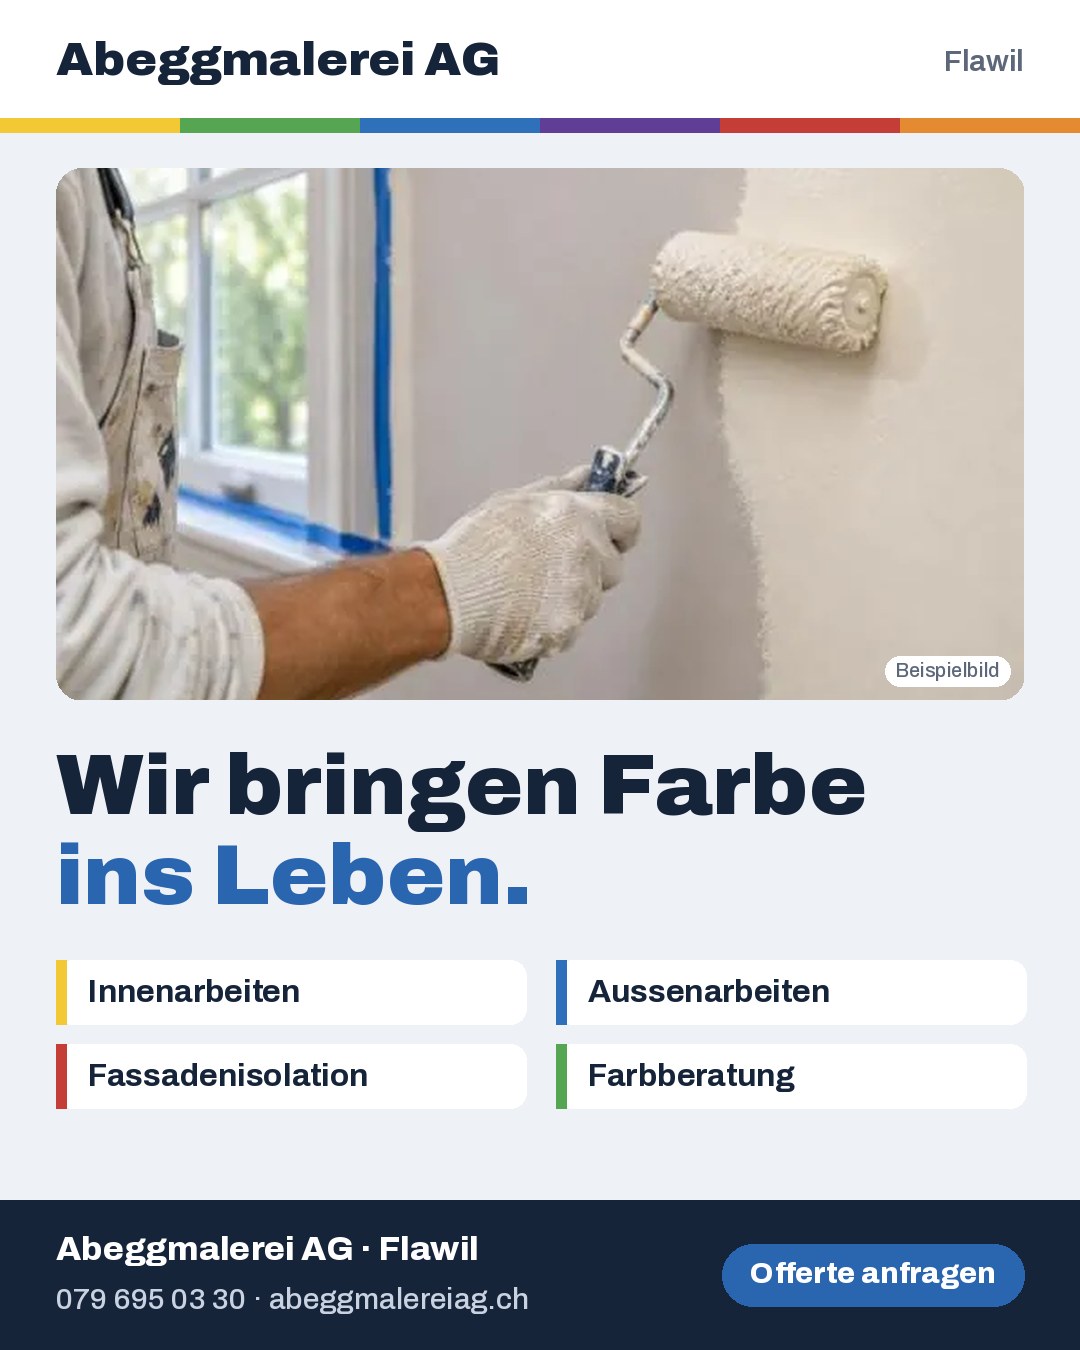 Abeggmalerei AG
Flawil
Beispielbild
Wir bringen Farbe
ins Leben.
Innenarbeiten
Aussenarbeiten
Fassadenisolation
Farbberatung
Abeggmalerei AG · Flawil
079 695 03 30 · abeggmalereiag.ch
Offerte anfragen